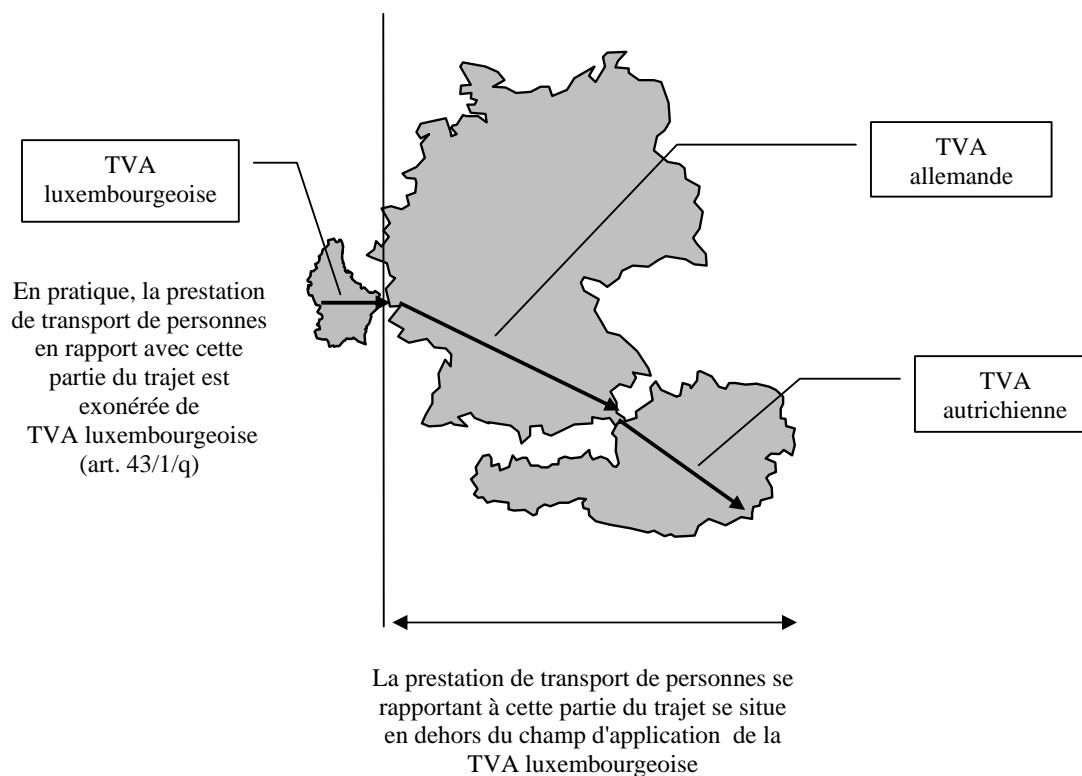 TVA
luxembourgeoise
TVA
allemande
En pratique, la prestation
de transport de personnes
en rapport avec cette
partie du trajet est
exonérée de
TVA luxembourgeoise
(art. 43/1/q)
TVA
autrichienne
La prestation de transport de personnes se
rapportant à cette partie du trajet se situe
en dehors du champ d'application  de la
TVA luxembourgeoise